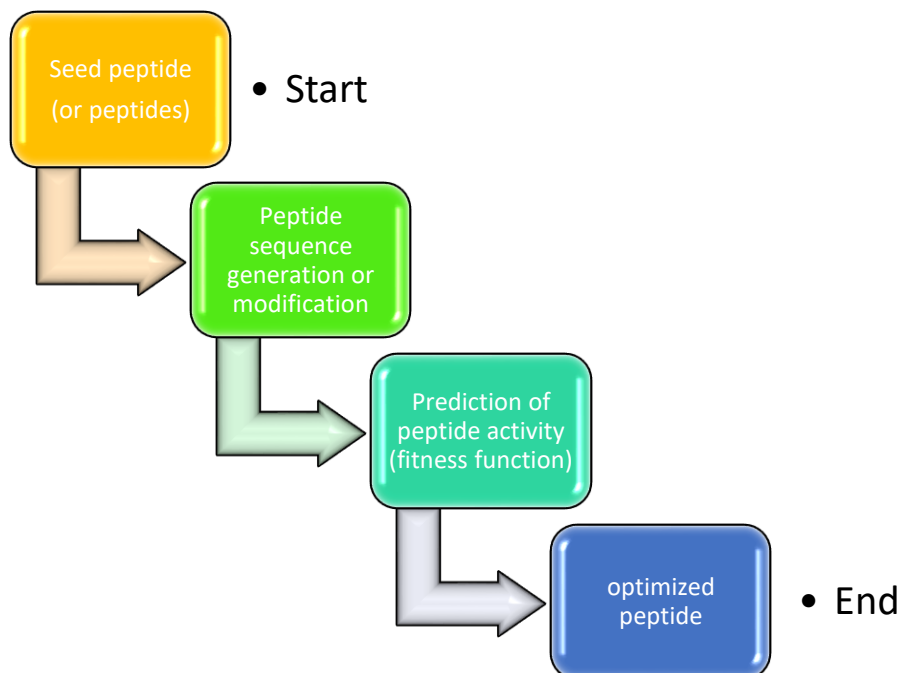 Seed peptide
(or peptides)
• Start
Peptide
sequence
generation or
modification
Prediction of
peptide activity
(fitness function)
optimized
peptide
• End